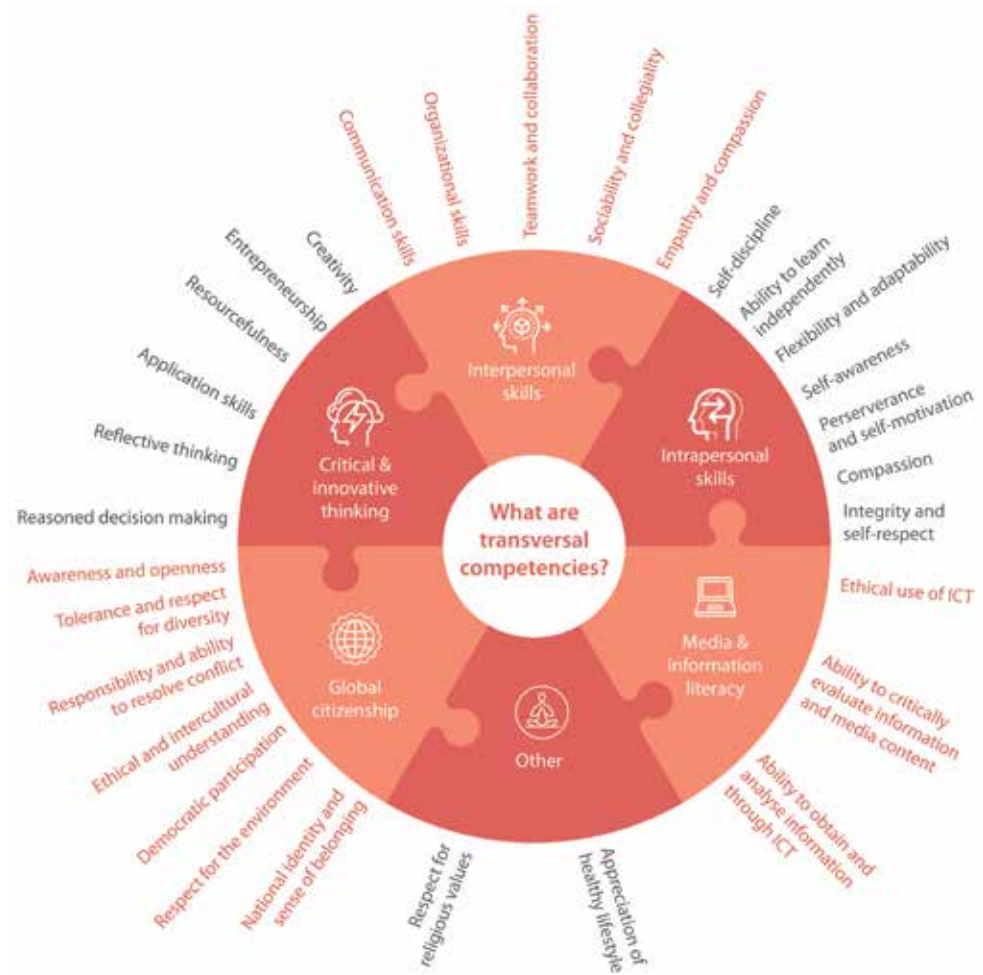 What are
transversal
competencies?
Interpersonal
skills
Communication skills
Organizational skills
Teamwork and collaboration
Sociability and collegiality
Empathy and compassion
Intrapersonal
skills
Self-discipline
Ability to learn
independently
Flexibility and adaptability
Self-awareness
Perserverance
and self-motivation
Compassion
Integrity and
self-respect
Media &
information
literacy
Ethical use of ICT
Ability to critically
evaluate information
and media content
Ability to obtain and
analyse information
through ICT
Other
Appreciation of
healthy lifestyle
Respect for
religious values
Global
citizenship
National identity and
sense of belonging
Respect for the environment
Democratic participation
Ethical and intercultural
understanding
Responsibility and ability
to resolve conflict
Tolerance and respect
for diversity
Awareness and openness
Critical &
innovative
thinking
Reasoned decision making
Reflective thinking
Application skills
Resourcefulness
Entrepreneurship
Creativity